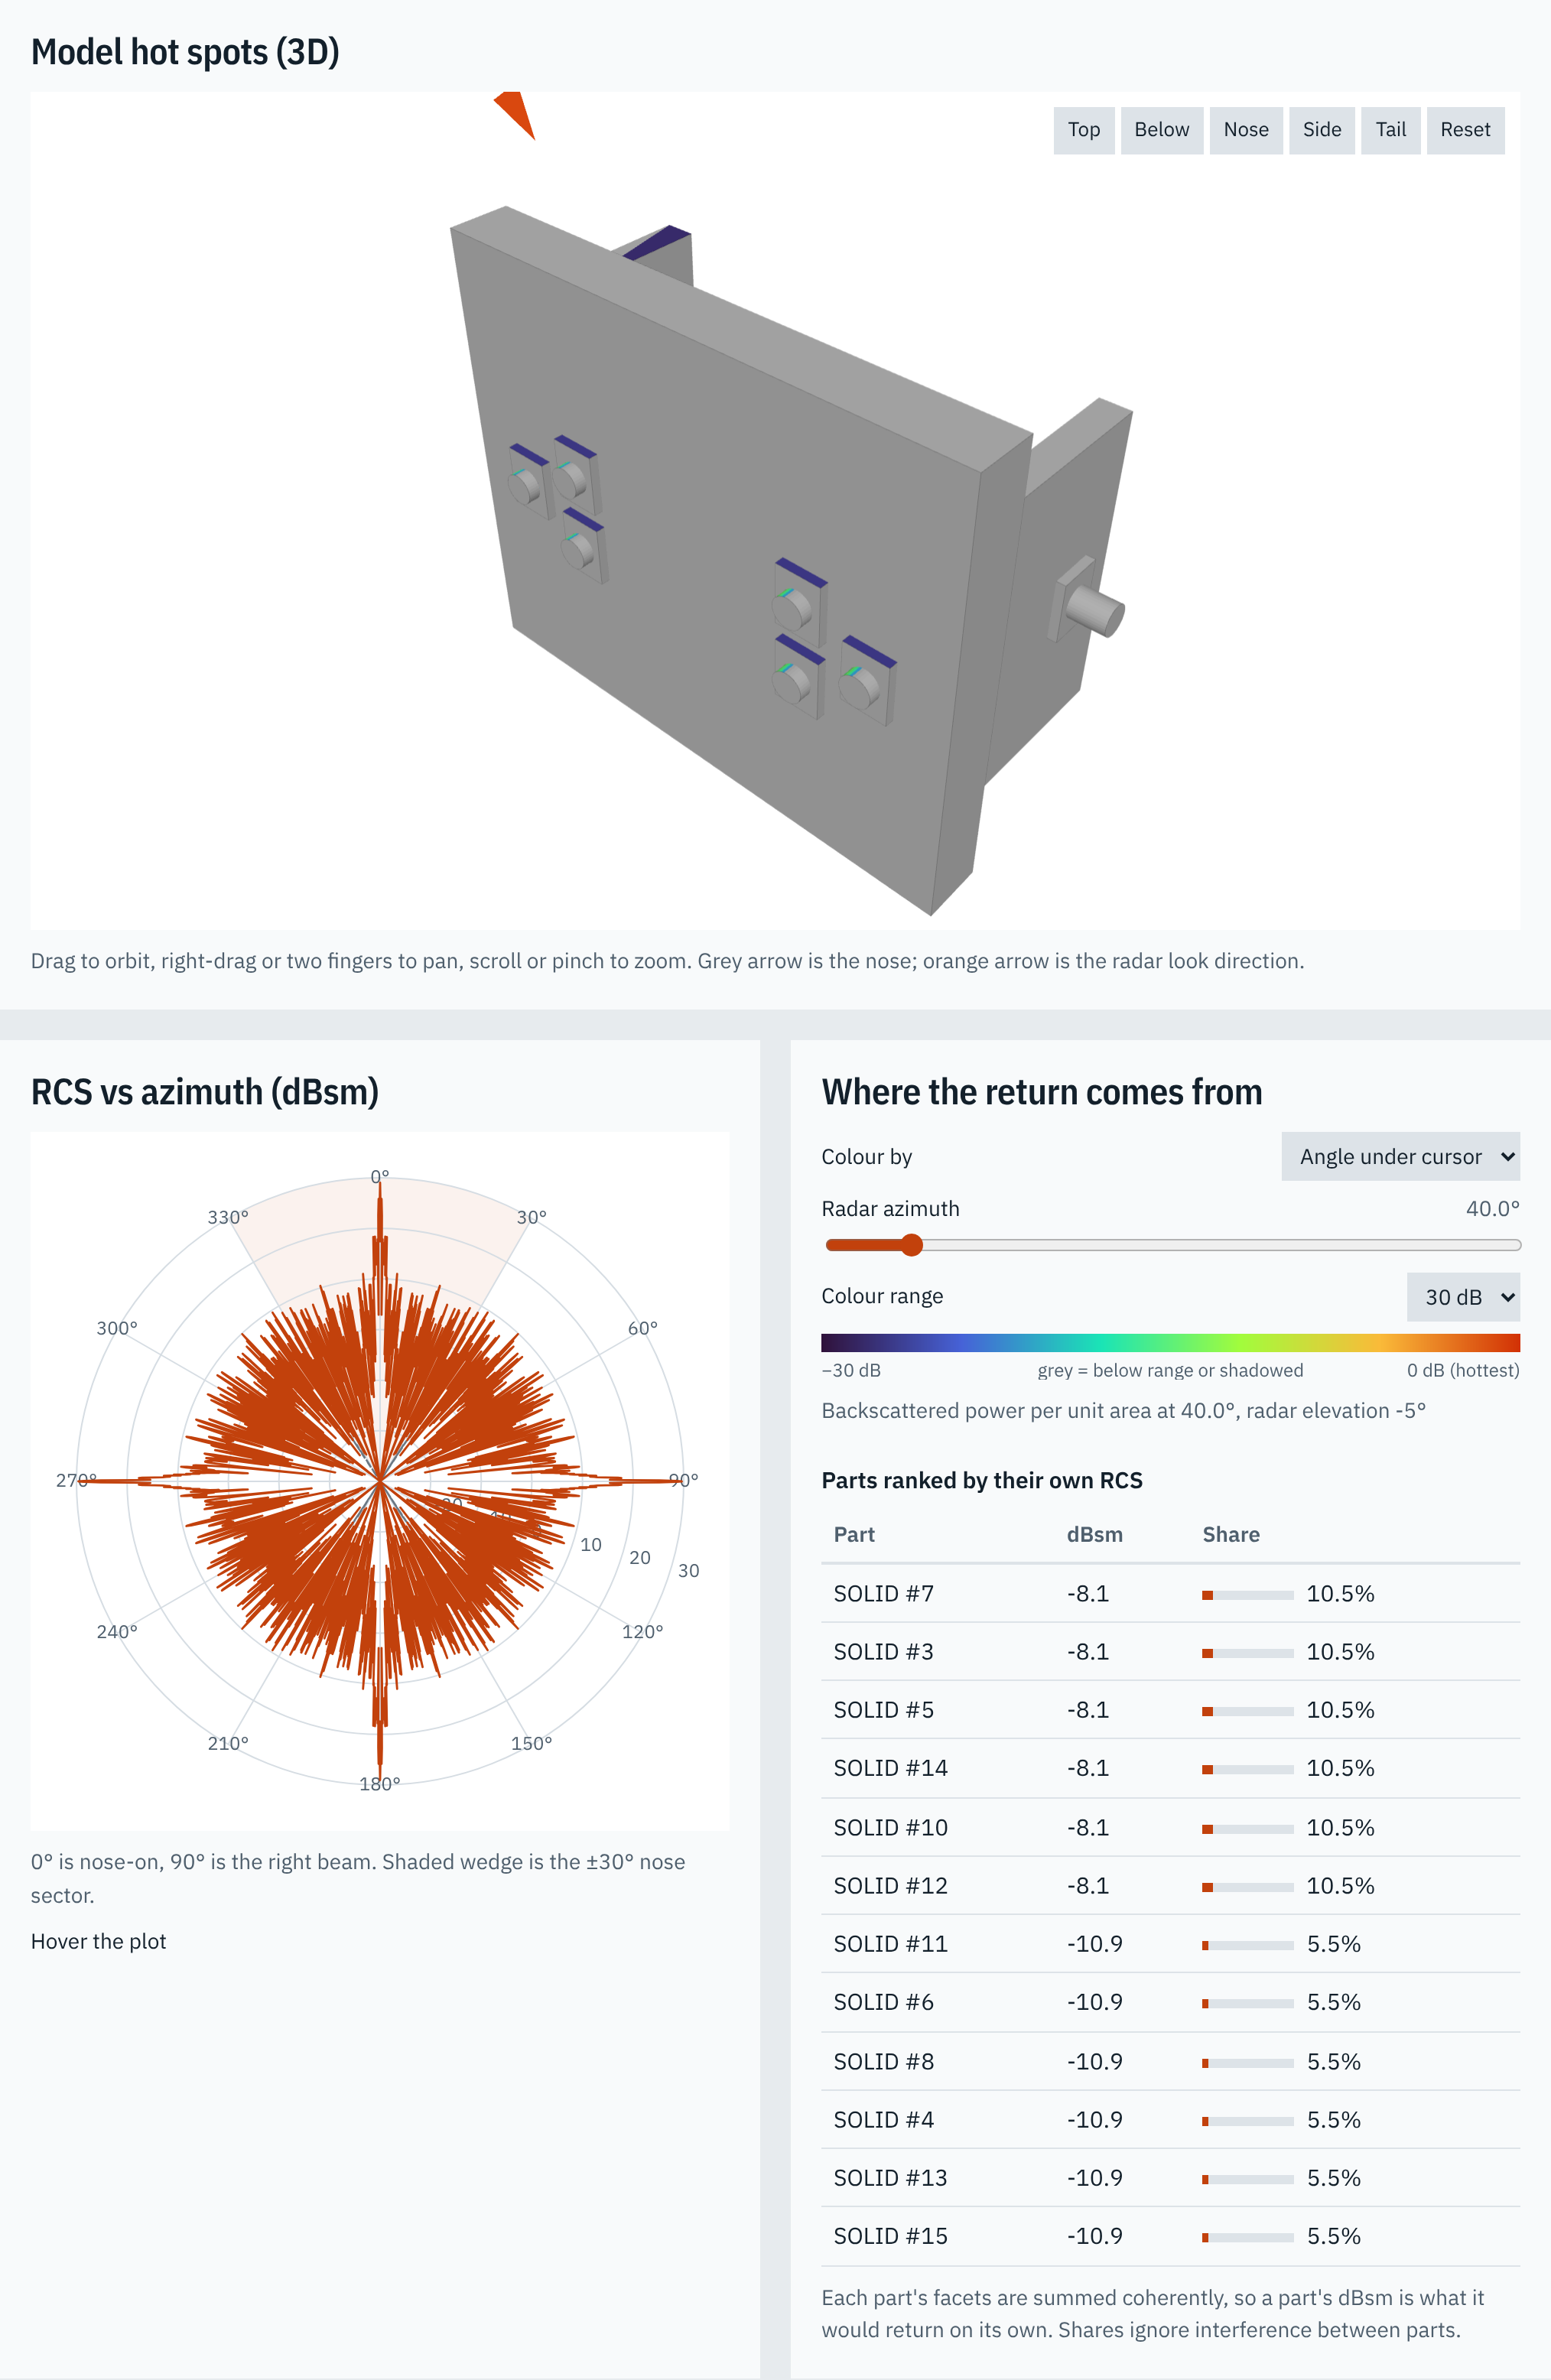 Model hot spots (3D)
Top Below Nose Side Tail Reset
Drag to orbit, right-drag or two fingers to pan, scroll or pinch to zoom. Grey arrow is the nose; orange arrow is the radar look direction.
RCS vs azimuth (dBsm)
0°
330° 30°
300° 60°
270° 90°
10 20 30
240° 120°
210° 150°
180°
0° is nose-on, 90° is the right beam. Shaded wedge is the ±30° nose
sector.
Hover the plot
Where the return comes from
Colour by Angle under cursor
Radar azimuth 40.0°
Colour range 30 dB
−30 dB grey = below range or shadowed 0 dB (hottest)
Backscattered power per unit area at 40.0°, radar elevation -5°
Parts ranked by their own RCS
Part dBsm Share
SOLID #7 -8.1 10.5%
SOLID #3 -8.1 10.5%
SOLID #5 -8.1 10.5%
SOLID #14 -8.1 10.5%
SOLID #10 -8.1 10.5%
SOLID #12 -8.1 10.5%
SOLID #11 -10.9 5.5%
SOLID #6 -10.9 5.5%
SOLID #8 -10.9 5.5%
SOLID #4 -10.9 5.5%
SOLID #13 -10.9 5.5%
SOLID #15 -10.9 5.5%
Each part's facets are summed coherently, so a part's dBsm is what it
would return on its own. Shares ignore interference between parts.